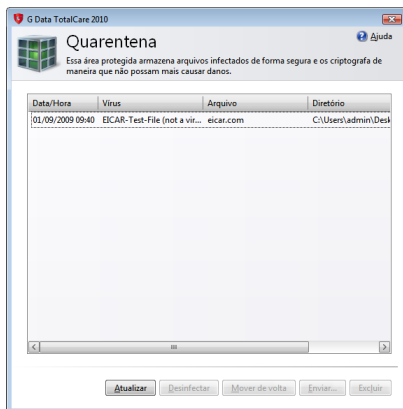 G Data TotalCare 2010
Quarentena
Ajuda
Essa área protegida armazena arquivos infectados de forma segura e os criptografa de
maneira que não possam mais causar danos.
Data/Hora Vírus Arquivo Diretório
01/09/2009 09:40 EICAR-Test-File (not a vir... eicar.com C:\Users\admin\Desk
Atualizar Desinfectar Mover de volta Enviar... Excluir